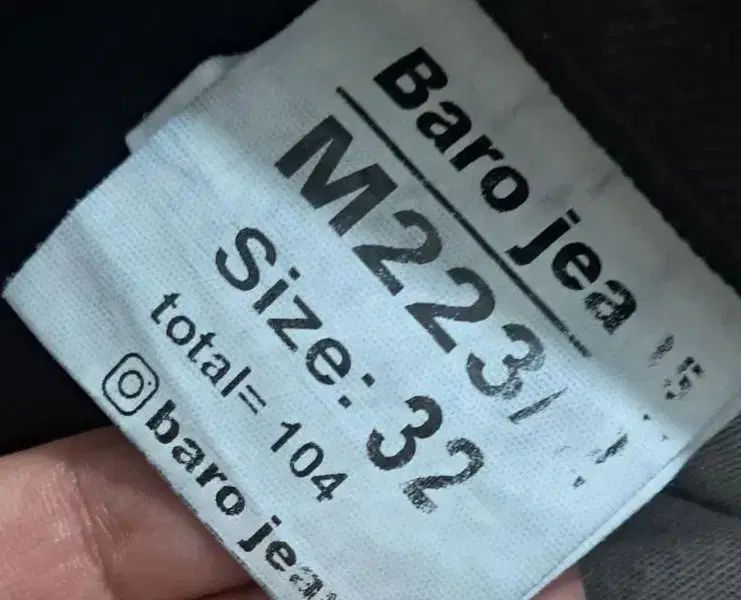 Baro jea
M223
Size: 32
total= 104
baro jea